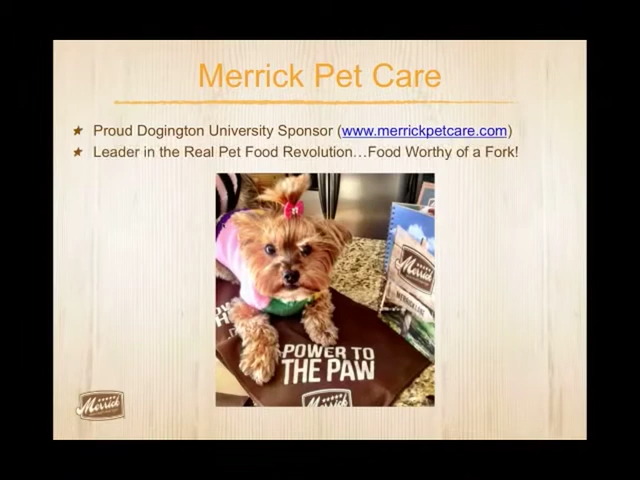 Merrick Pet Care
Proud Dogington University Sponsor (www.merrickpetcare.com)
Leader in the Real Pet Food Revolution…Food Worthy of a Fork!
Merrick
POWER TO
THE PAW
Merrick